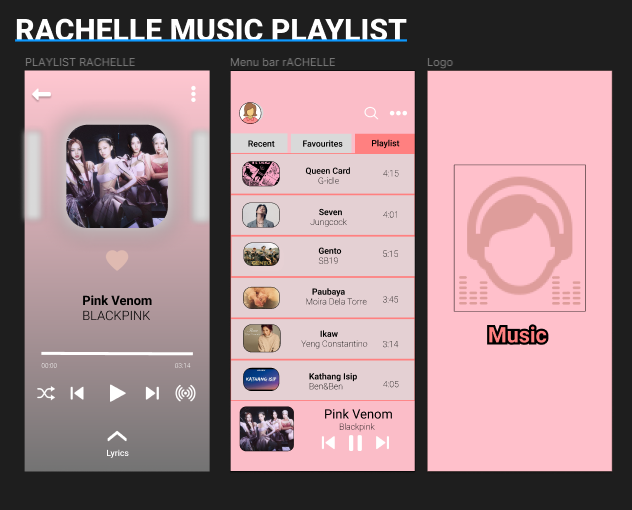 RACHELLE MUSIC PLAYLIST
PLAYLIST RACHELLE
Pink Venom
BLACKPINK
00:00
03:14
Lyrics
Menu bar rACHELLE
Recent
Favourites
Playlist
Queen Card
G-idle
4:15
Seven
Jungcock
4:01
Gento
SB19
5:15
Paubaya
Moira Dela Torre
3:45
Ikaw
Yeng Constantino
3:14
KATHANG ISIP
Kathang Isip
Ben&Ben
4:05
Pink Venom
Blackpink
Logo
Music